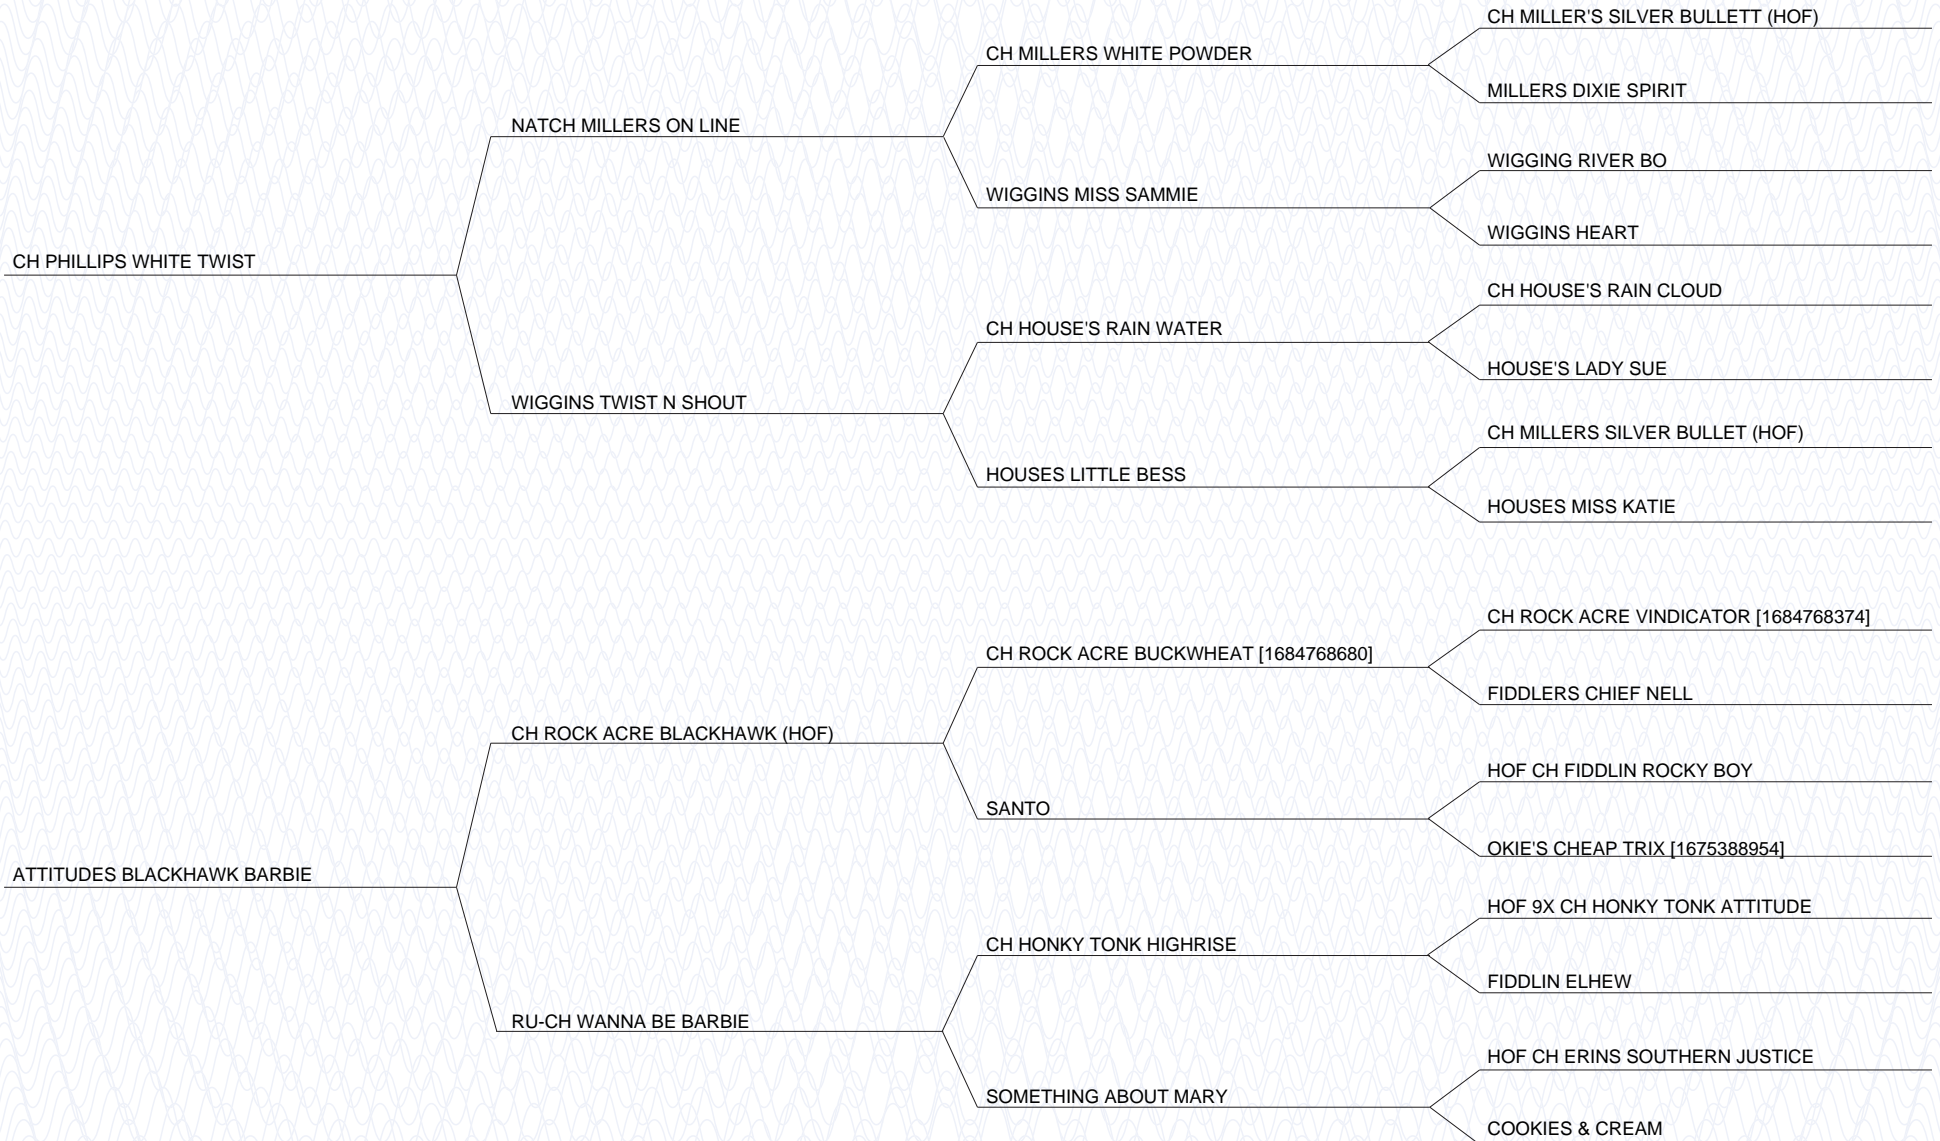 CH MILLER'S SILVER BULLETT (HOF)
CH MILLERS WHITE POWDER
MILLERS DIXIE SPIRIT
NATCH MILLERS ON LINE
WIGGING RIVER BO
WIGGINS MISS SAMMIE
WIGGINS HEART
CH PHILLIPS WHITE TWIST
CH HOUSE'S RAIN CLOUD
CH HOUSE'S RAIN WATER
HOUSE'S LADY SUE
WIGGINS TWIST N SHOUT
CH MILLERS SILVER BULLET (HOF)
HOUSES LITTLE BESS
HOUSES MISS KATIE
CH ROCK ACRE VINDICATOR [1684768374]
CH ROCK ACRE BUCKWHEAT [1684768680]
FIDDLERS CHIEF NELL
CH ROCK ACRE BLACKHAWK (HOF)
HOF CH FIDDLIN ROCKY BOY
SANTO
OKIE'S CHEAP TRIX [1675388954]
ATTITUDES BLACKHAWK BARBIE
HOF 9X CH HONKY TONK ATTITUDE
CH HONKY TONK HIGHRISE
FIDDLIN ELHEW
RU-CH WANNA BE BARBIE
HOF CH ERINS SOUTHERN JUSTICE
SOMETHING ABOUT MARY
COOKIES & CREAM